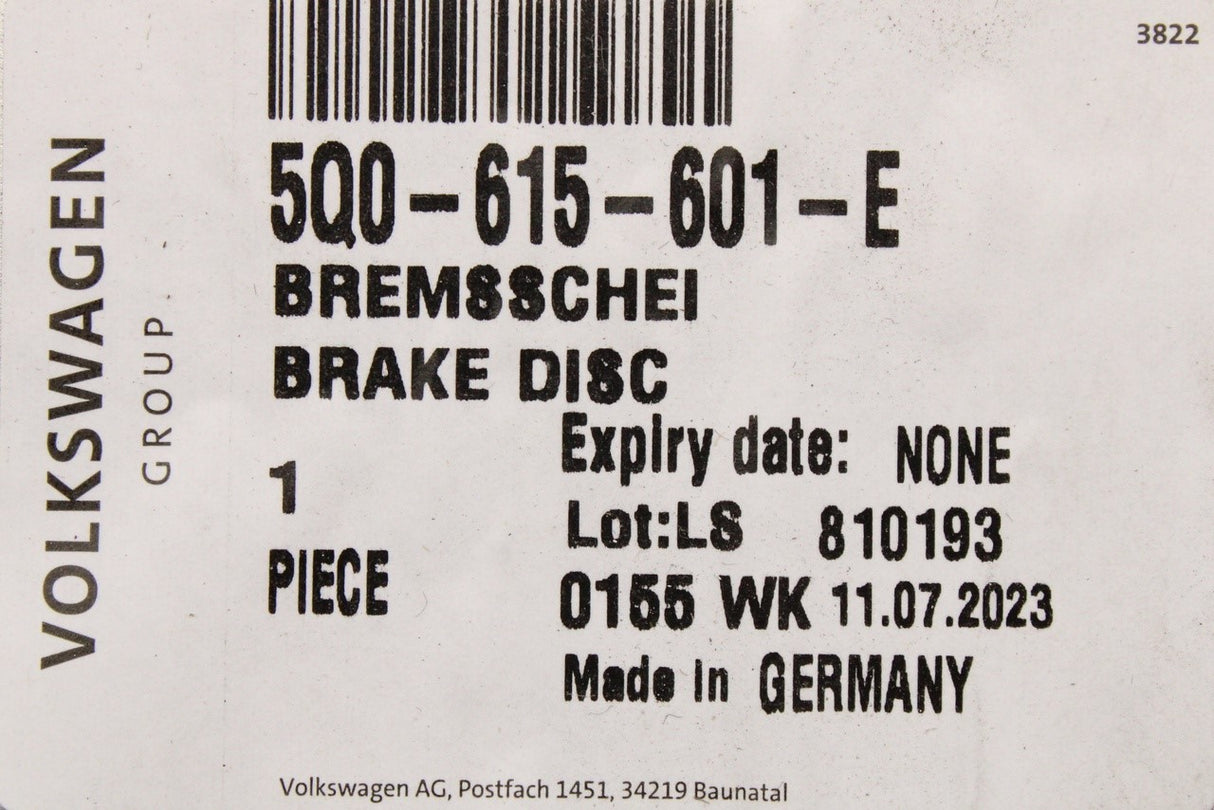 3822
VOLKSWAGEN
GROUP
5Q0-615-601-E
BREMSSCHEI
BRAKE DISC
Expiry date: NONE
1
Lot:LS 810193
PIECE
0155 WK 11.07.2023
Made in GERMANY
Volkswagen AG, Postfach 1451, 34219 Baunatal